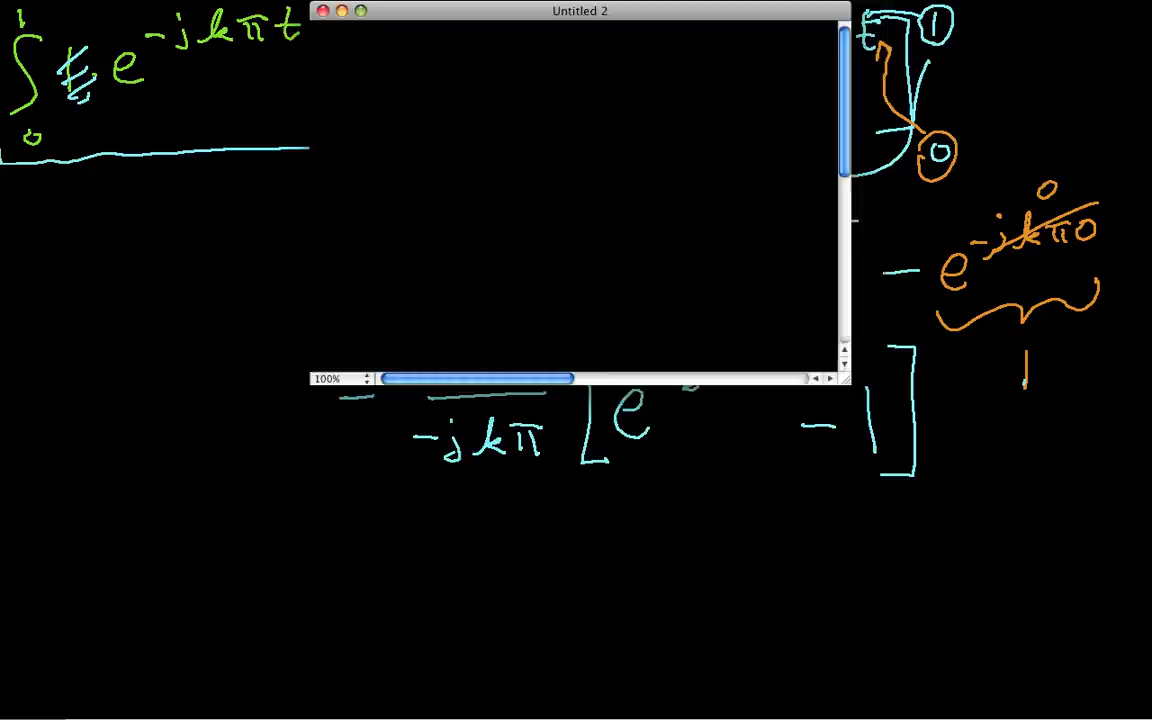 Untitled 2
1
∫ t e^{-jkπt}
0
t 1
0
0
- e^{-jkπ0}
1
100%
-jkπ [e - 1]